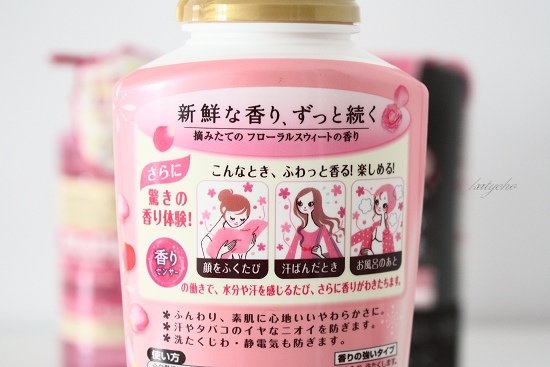 新鮮な香り、ずっと続く
摘みたてのフローラルスウィートの香り
さらに
驚きの
香り体験!
こんなとき、ふわっと香る!楽しめる!
顔をふくたび
汗ばんだとき
お風呂のあと
香り
センサー
の働きで、水分や汗を感じるたび、さらに香りがわきたちます。
＊ふんわり、素肌に心地いいやわらかさに。
＊汗やタバコのイヤなニオイを防ぎます。
＊洗たくじわ・静電気も防ぎます。
使い方
香りの強いタイプ